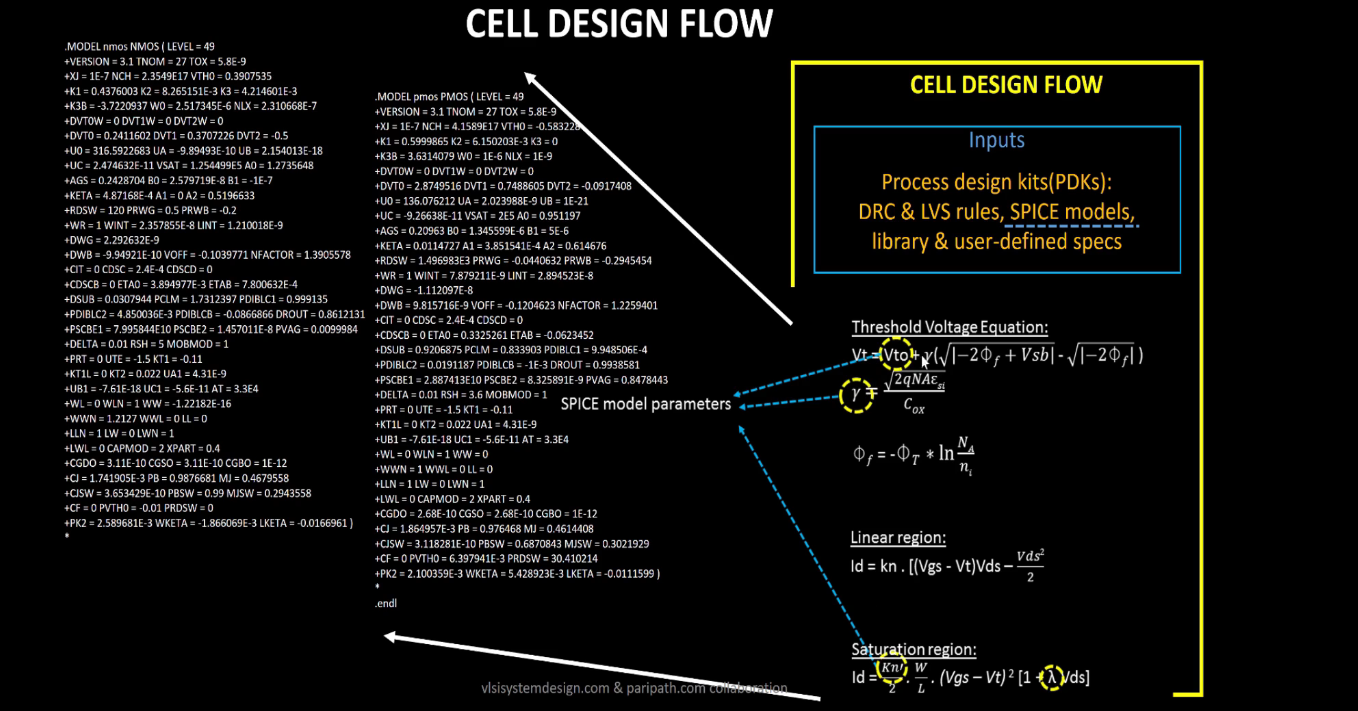 CELL DESIGN FLOW
.MODEL nmos NMOS ( LEVEL = 49
+VERSION = 3.1 TNOM = 27 TOX = 5.8E-9
+XJ = 1E-7 NCH = 2.3549E17 VTH0 = 0.3907535
+K1 = 0.4376003 K2 = 8.265151E-3 K3 = 4.214601E-3
+K3B = -3.7220937 W0 = 2.517345E-6 NLX = 2.310668E-7
+DVT0W = 0 DVT1W = 0 DVT2W = 0
+DVT0 = 0.2411602 DVT1 = 0.3707226 DVT2 = -0.5
+U0 = 316.5922683 UA = -9.89493E-10 UB = 2.154013E-18
+UC = 2.474632E-11 VSAT = 1.254499E5 A0 = 1.2735648
+AGS = 0.2428704 B0 = 2.579719E-8 B1 = -1E-7
+KETA = 4.87168E-4 A1 = 0 A2 = 0.5196633
+RDSW = 120 PRWG = 0.5 PRWB = -0.2
+WR = 1 WINT = 2.357855E-8 LINT = 1.210018E-9
+DWG = 2.292632E-9
+DWB = -9.94921E-10 VOFF = -0.1039771 NFACTOR = 1.3905578
+CIT = 0 CDSC = 2.4E-4 CDSCD = 0
+CDSCB = 0 ETA0 = 3.894977E-3 ETAB = 7.800632E-4
+DSUB = 0.0307944 PCLM = 1.7312397 PDIBLC1 = 0.999135
+PDIBLC2 = 4.850036E-3 PDIBLCB = -0.0866866 DROUT = 0.8612131
+PSCBE1 = 7.995844E10 PSCBE2 = 1.457011E-8 PVAG = 0.0099984
+DELTA = 0.01 RSH = 5 MOBMOD = 1
+PRT = 0 UTE = -1.5 KT1 = -0.11
+KT1L = 0 KT2 = 0.022 UA1 = 4.31E-9
+UB1 = -7.61E-18 UC1 = -5.6E-11 AT = 3.3E4
+WL = 0 WLN = 1 WW = -1.22182E-16
+WWN = 1.2127 WWL = 0 LL = 0
+LLN = 1 LW = 0 LWN = 1
+LWL = 0 CAPMOD = 2 XPART = 0.4
+CGDO = 3.11E-10 CGSO = 3.11E-10 CGBO = 1E-12
+CJ = 1.741905E-3 PB = 0.9876681 MJ = 0.4679558
+CJSW = 3.653429E-10 PBSW = 0.99 MJSW = 0.2943558
+CF = 0 PVTH0 = -0.01 PRDSW = 0
+PK2 = 2.589681E-3 WKETA = -1.866069E-3 LKETA = -0.0166961 )
*
.MODEL pmos PMOS ( LEVEL = 49
+VERSION = 3.1 TNOM = 27 TOX = 5.8E-9
+XJ = 1E-7 NCH = 4.1589E17 VTH0 = -0.583228
+K1 = 0.5999865 K2 = 6.150203E-3 K3 = 0
+K3B = 3.6314079 W0 = 1E-6 NLX = 1E-9
+DVT0W = 0 DVT1W = 0 DVT2W = 0
+DVT0 = 2.8749516 DVT1 = 0.7488605 DVT2 = -0.0917408
+U0 = 136.076212 UA = 2.023988E-9 UB = 1E-21
+UC = -9.26638E-11 VSAT = 2E5 A0 = 0.951197
+AGS = 0.20963 B0 = 1.345599E-6 B1 = 5E-6
+KETA = 0.0114727 A1 = 3.851541E-4 A2 = 0.614676
+RDSW = 1.496983E3 PRWG = -0.0440632 PRWB = -0.2945454
+WR = 1 WINT = 7.879211E-9 LINT = 2.894523E-8
+DWG = -1.112097E-8
+DWB = 9.815716E-9 VOFF = -0.1204623 NFACTOR = 1.2259401
+CIT = 0 CDSC = 2.4E-4 CDSCD = 0
+CDSCB = 0 ETA0 = 0.3325261 ETAB = -0.0623452
+DSUB = 0.9206875 PCLM = 0.833903 PDIBLC1 = 9.948506E-4
+PDIBLC2 = 0.0191187 PDIBLCB = -1E-3 DROUT = 0.9938581
+PSCBE1 = 2.887413E10 PSCBE2 = 8.325891E-9 PVAG = 0.8478443
+DELTA = 0.01 RSH = 3.6 MOBMOD = 1
+PRT = 0 UTE = -1.5 KT1 = -0.11
+KT1L = 0 KT2 = 0.022 UA1 = 4.31E-9
+UB1 = -7.61E-18 UC1 = -5.6E-11 AT = 3.3E4
+WL = 0 WLN = 1 WW = 0
+WWN = 1 WWL = 0 LL = 0
+LLN = 1 LW = 0 LWN = 1
+LWL = 0 CAPMOD = 2 XPART = 0.4
+CGDO = 2.68E-10 CGSO = 2.68E-10 CGBO = 1E-12
+CJ = 1.864957E-3 PB = 0.976468 MJ = 0.4614408
+CJSW = 3.118281E-10 PBSW = 0.6870843 MJSW = 0.3021929
+CF = 0 PVTH0 = 6.397941E-3 PRDSW = 30.410214
+PK2 = 2.100359E-3 WKETA = 5.428923E-3 LKETA = -0.0111599 )
*
.endl
SPICE model parameters
CELL DESIGN FLOW
Inputs
Process design kits(PDKs):
DRC & LVS rules, SPICE models,
library & user-defined specs
Threshold Voltage Equation:
Vt = Vto + γ(√|−2Φf + Vsb| - √|−2Φf| )
γ = √2qNAεsi / Cox
Φf = -ΦT * ln NA / ni
Linear region:
Id = kn . [(Vgs - Vt)Vds − Vds² / 2
Saturation region:
Id = Kn′ / 2 . W / L . (Vgs − Vt)² [1 + λ Vds]
vlsisystemdesign.com & paripath.com collaboration